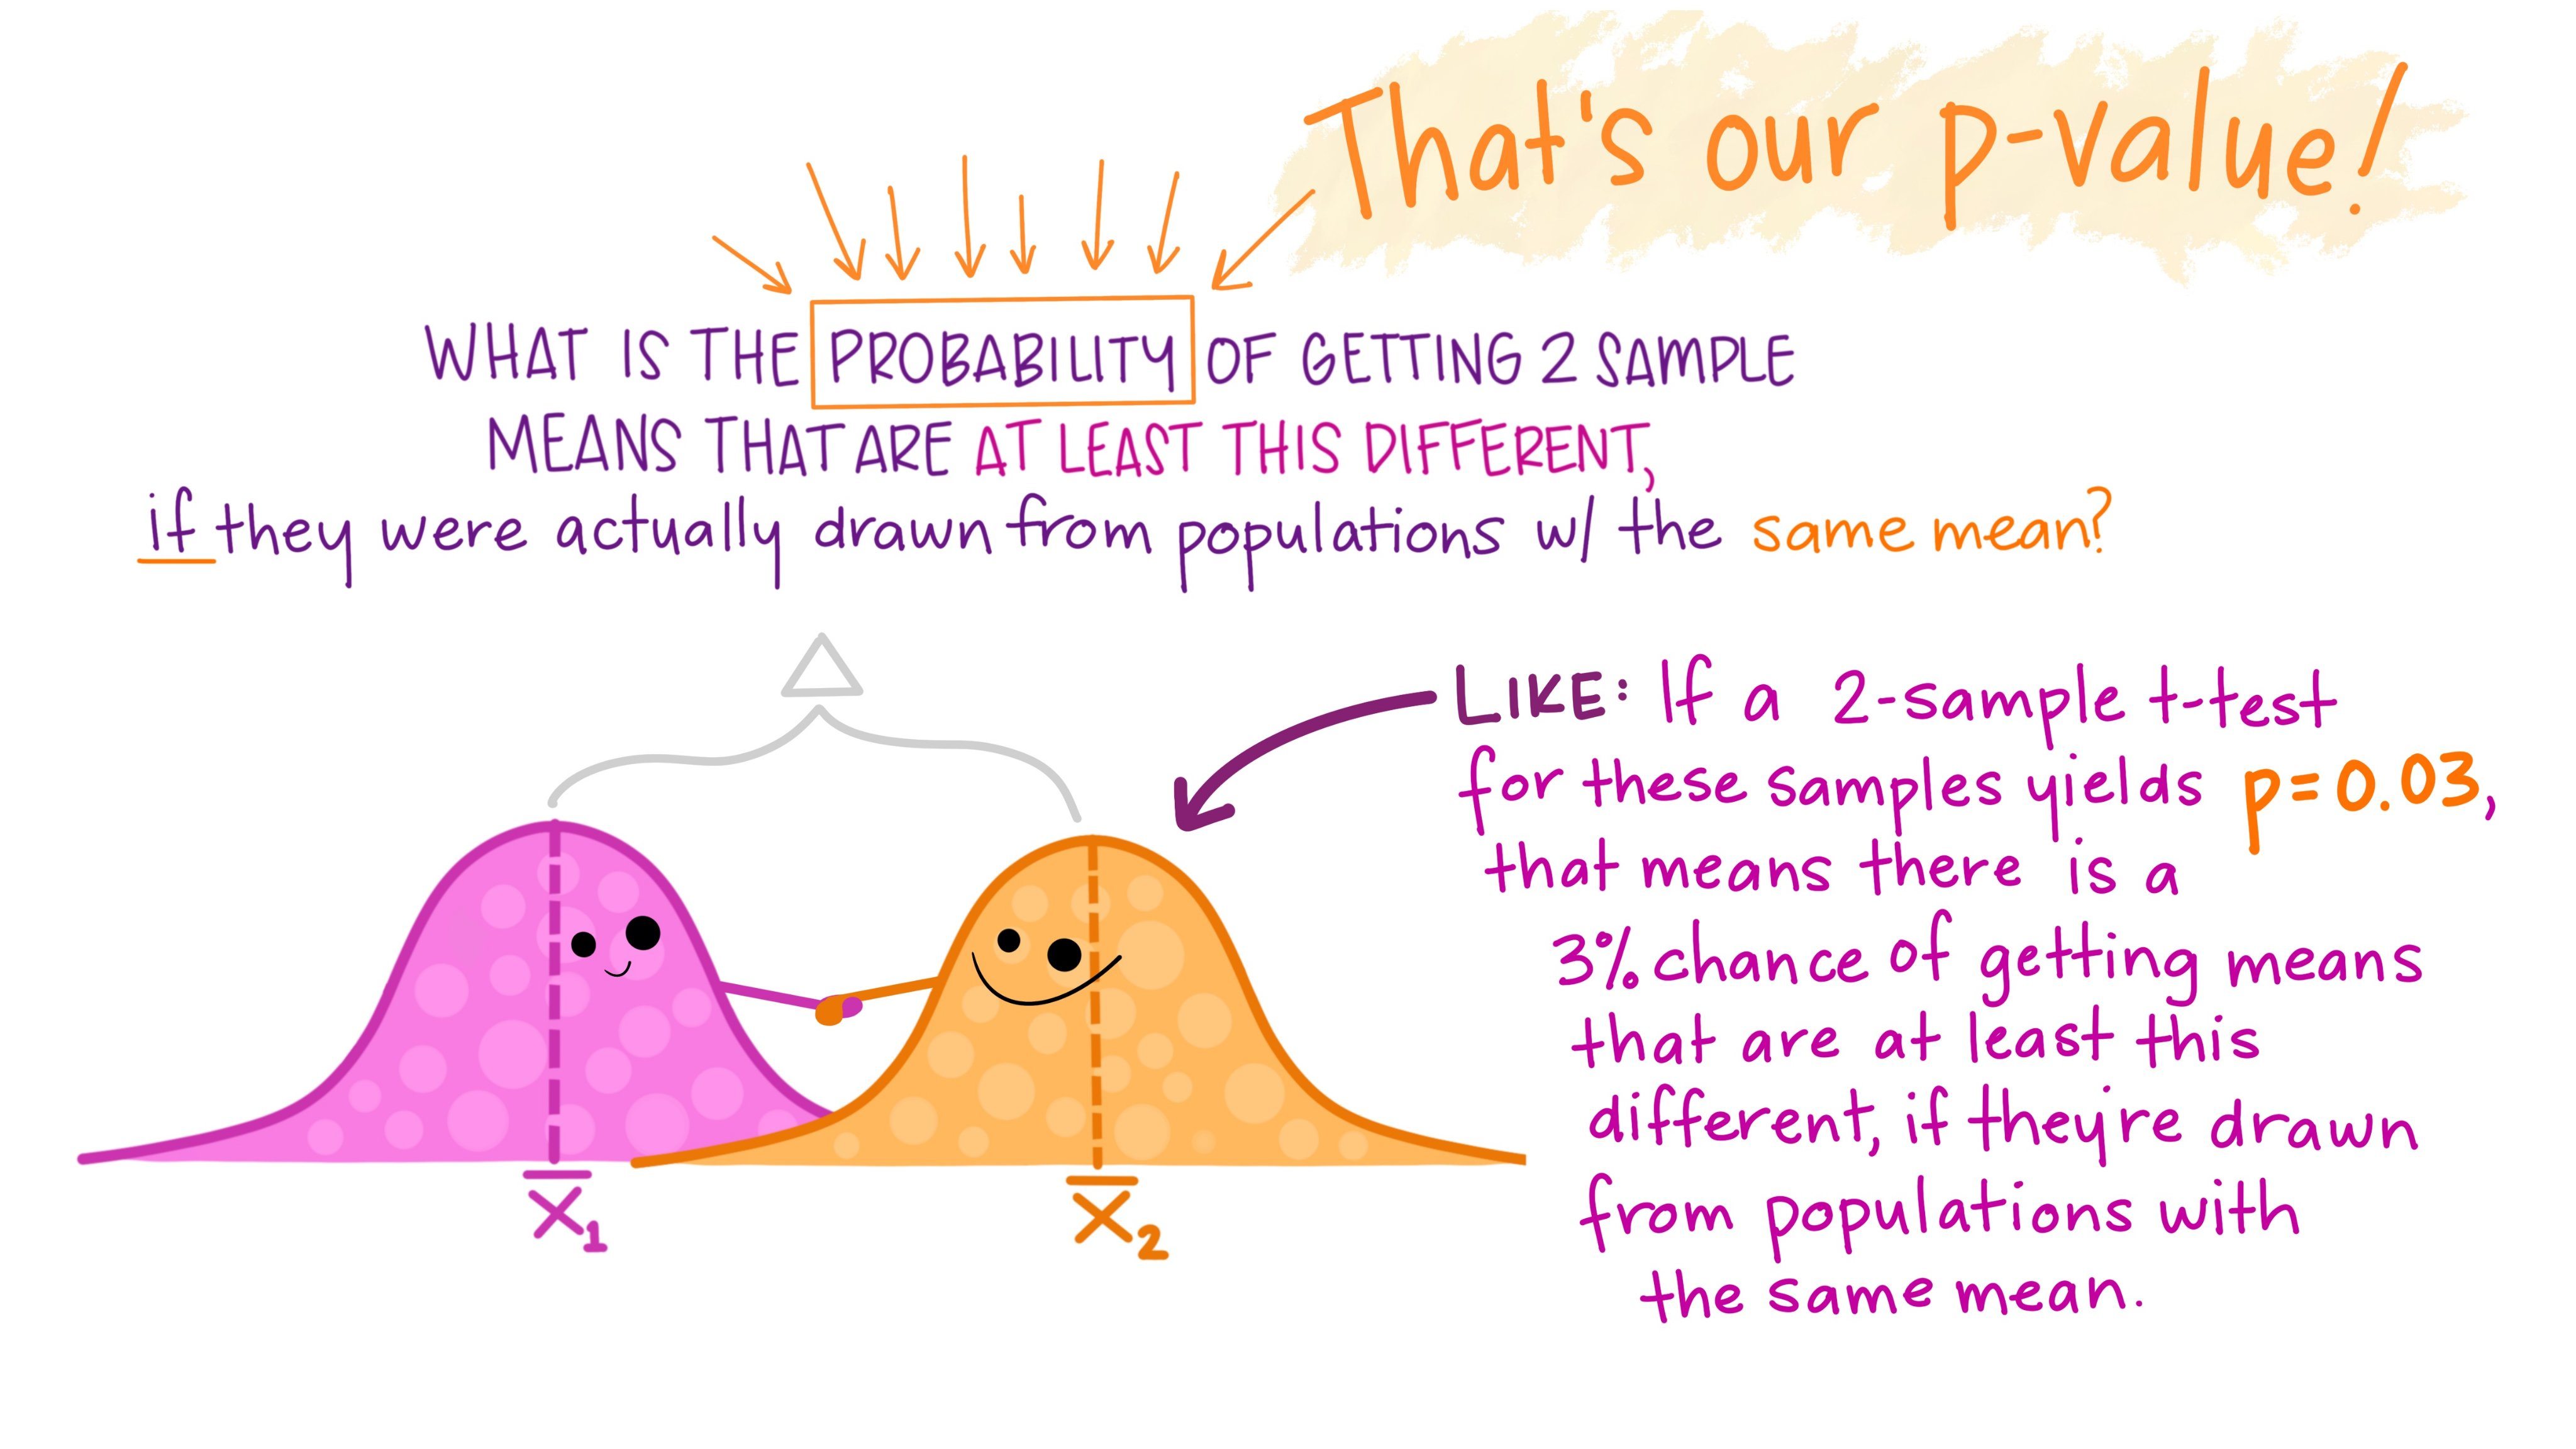 That's our p-value!
WHAT IS THE PROBABILITY OF GETTING 2 SAMPLE
MEANS THAT ARE AT LEAST THIS DIFFERENT,
if they were actually drawn from populations w/ the same mean?
LIKE: If a 2-sample t-test
for these samples yields p=0.03,
that means there is a
3% chance of getting means
that are at least this
different, if they're drawn
from populations with
the same mean.
X̅1
X̅2